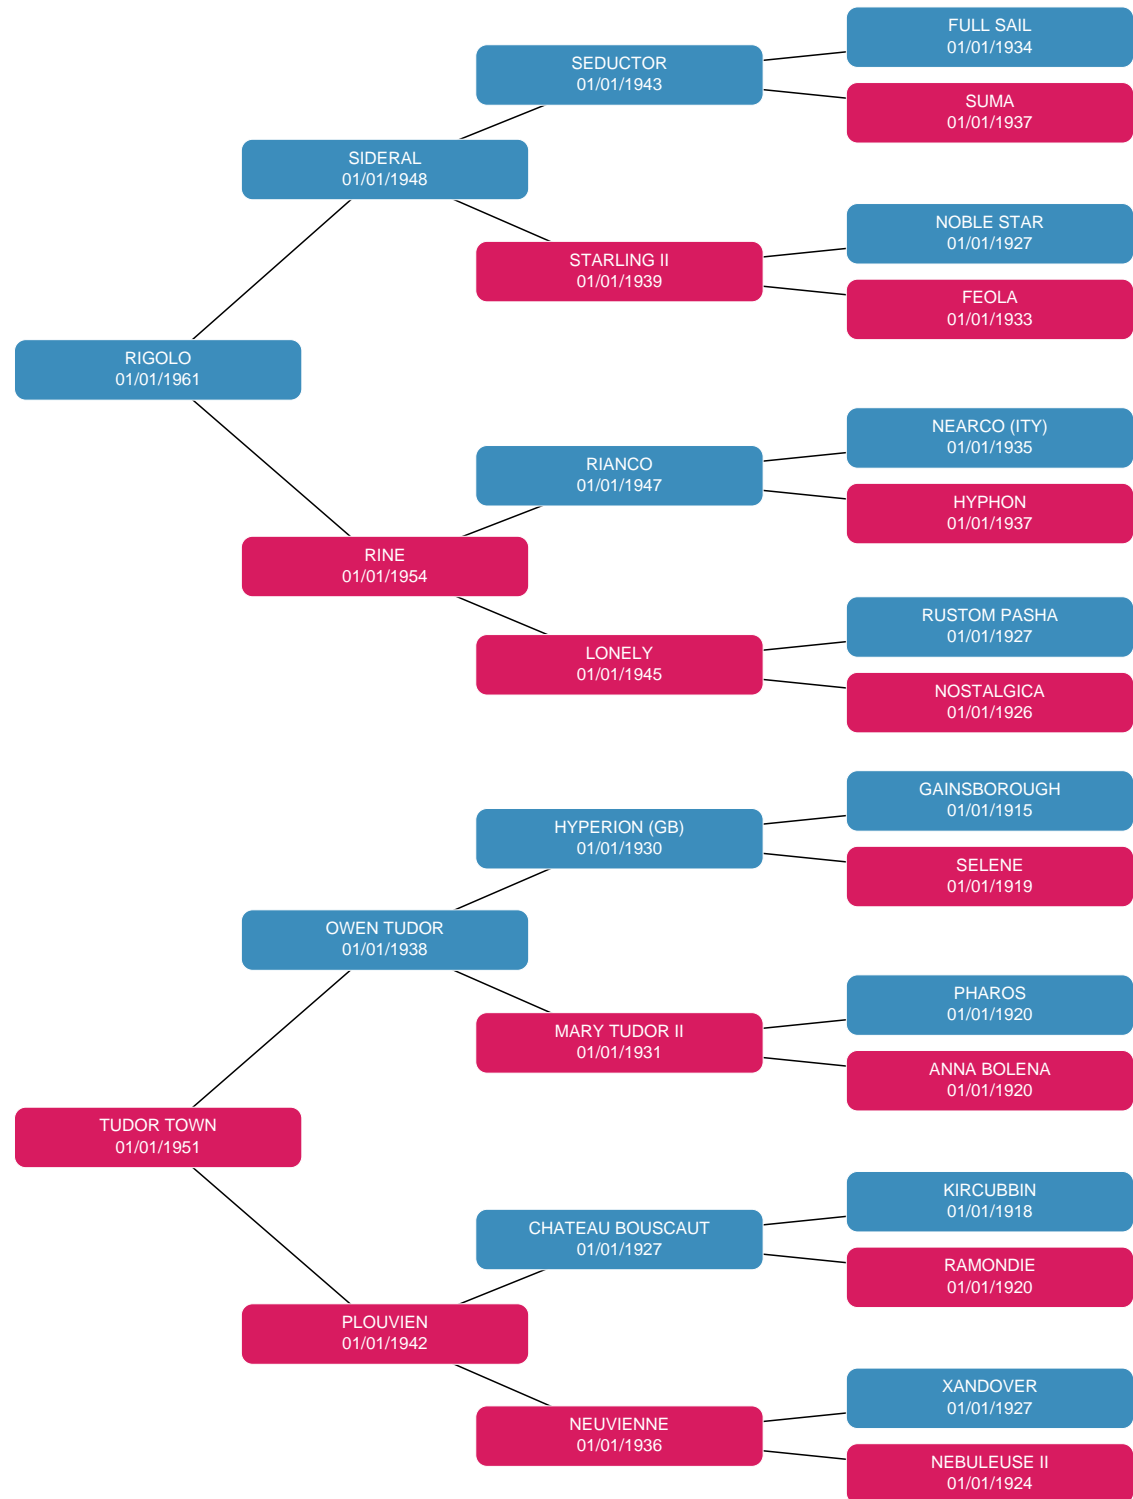 FULL SAIL
01/01/1934
SEDUCTOR
01/01/1943
SUMA
01/01/1937
SIDERAL
01/01/1948
NOBLE STAR
01/01/1927
STARLING II
01/01/1939
FEOLA
01/01/1933
RIGOLO
01/01/1961
NEARCO (ITY)
01/01/1935
RIANCO
01/01/1947
HYPHON
01/01/1937
RINE
01/01/1954
RUSTOM PASHA
01/01/1927
LONELY
01/01/1945
NOSTALGICA
01/01/1926
GAINSBOROUGH
01/01/1915
HYPERION (GB)
01/01/1930
SELENE
01/01/1919
OWEN TUDOR
01/01/1938
PHAROS
01/01/1920
MARY TUDOR II
01/01/1931
ANNA BOLENA
01/01/1920
TUDOR TOWN
01/01/1951
KIRCUBBIN
01/01/1918
CHATEAU BOUSCAUT
01/01/1927
RAMONDIE
01/01/1920
PLOUVIEN
01/01/1942
XANDOVER
01/01/1927
NEUVIENNE
01/01/1936
NEBULEUSE II
01/01/1924